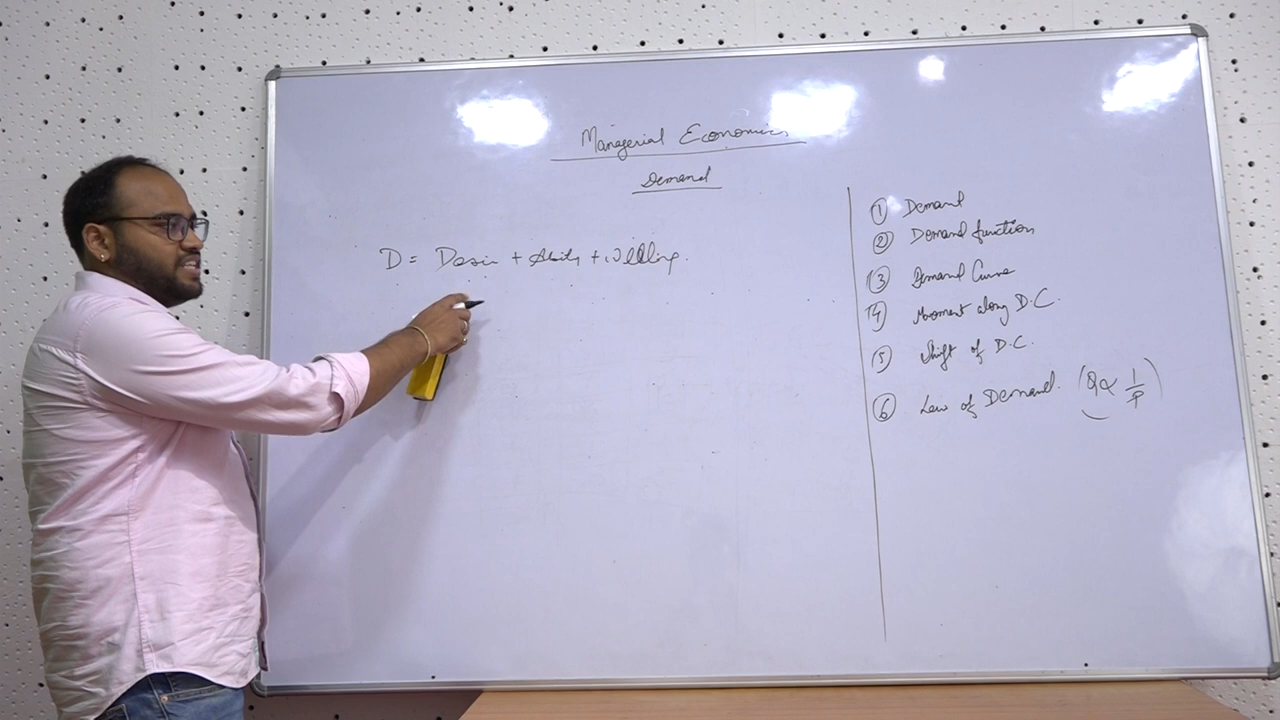 Managerial Economics
Demand
D = Desire + Ability + Willing.
① Demand
② Demand function
③ Demand Curve
④ Movment along D.C.
⑤ Shift of D.C.
⑥ Law of Demand. (Q ∝ 1/P)